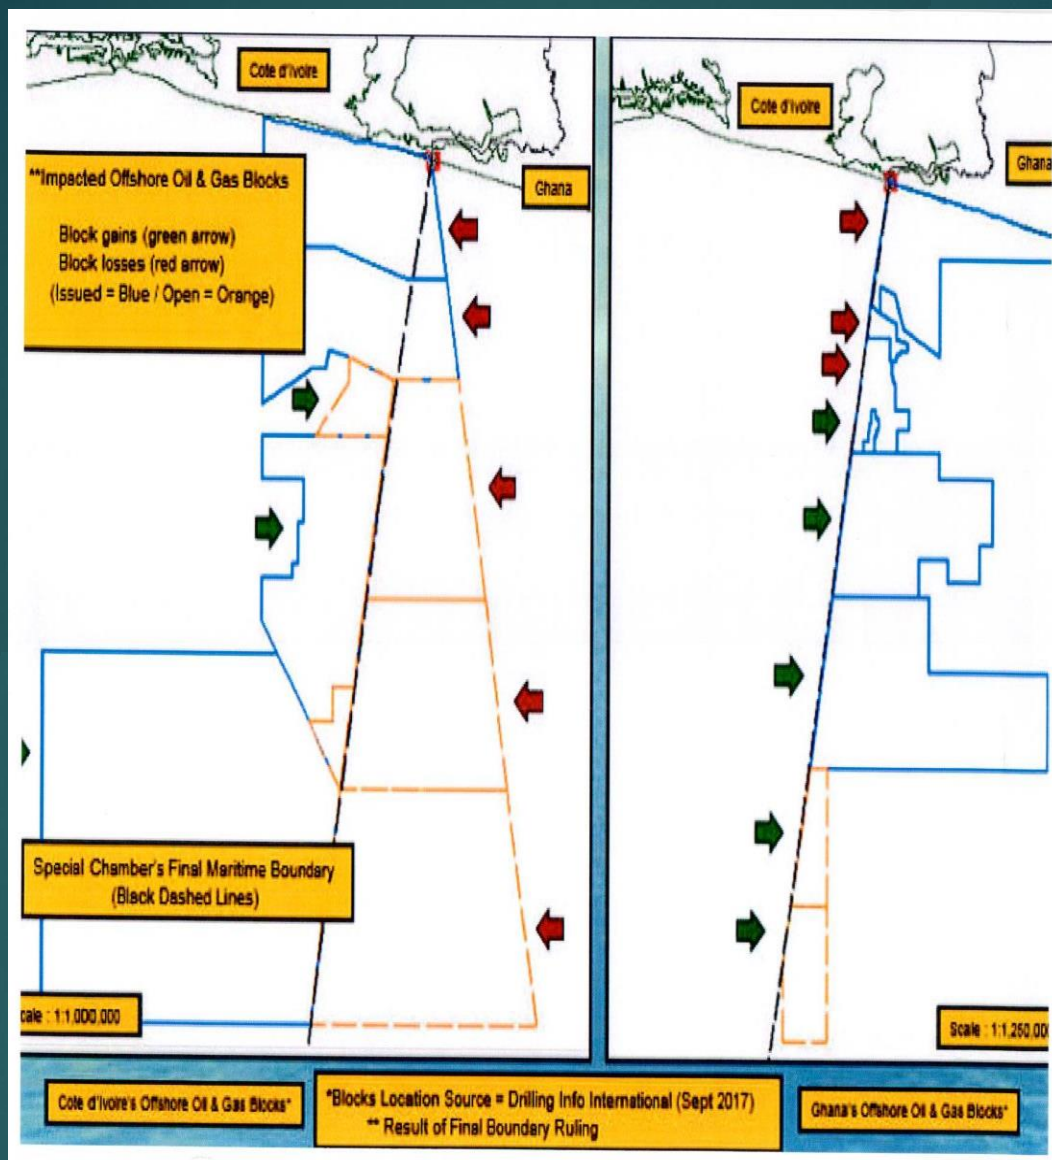 Cote d'Ivoire
**Impacted Offshore Oil & Gas Blocks
Block gains (green arrow)
Block losses (red arrow)
(Issued = Blue / Open = Orange)
Ghana
Special Chamber's Final Maritime Boundary
(Black Dashed Lines)
cale : 1:1,000,000
Cote d'Ivoire
Ghana
Scale : 1:1,250,00
Cote d'Ivoire's Offshore Oil & Gas Blocks*
*Blocks Location Source = Drilling Info International (Sept 2017)
** Result of Final Boundary Ruling
Ghana's Offshore Oil & Gas Blocks*